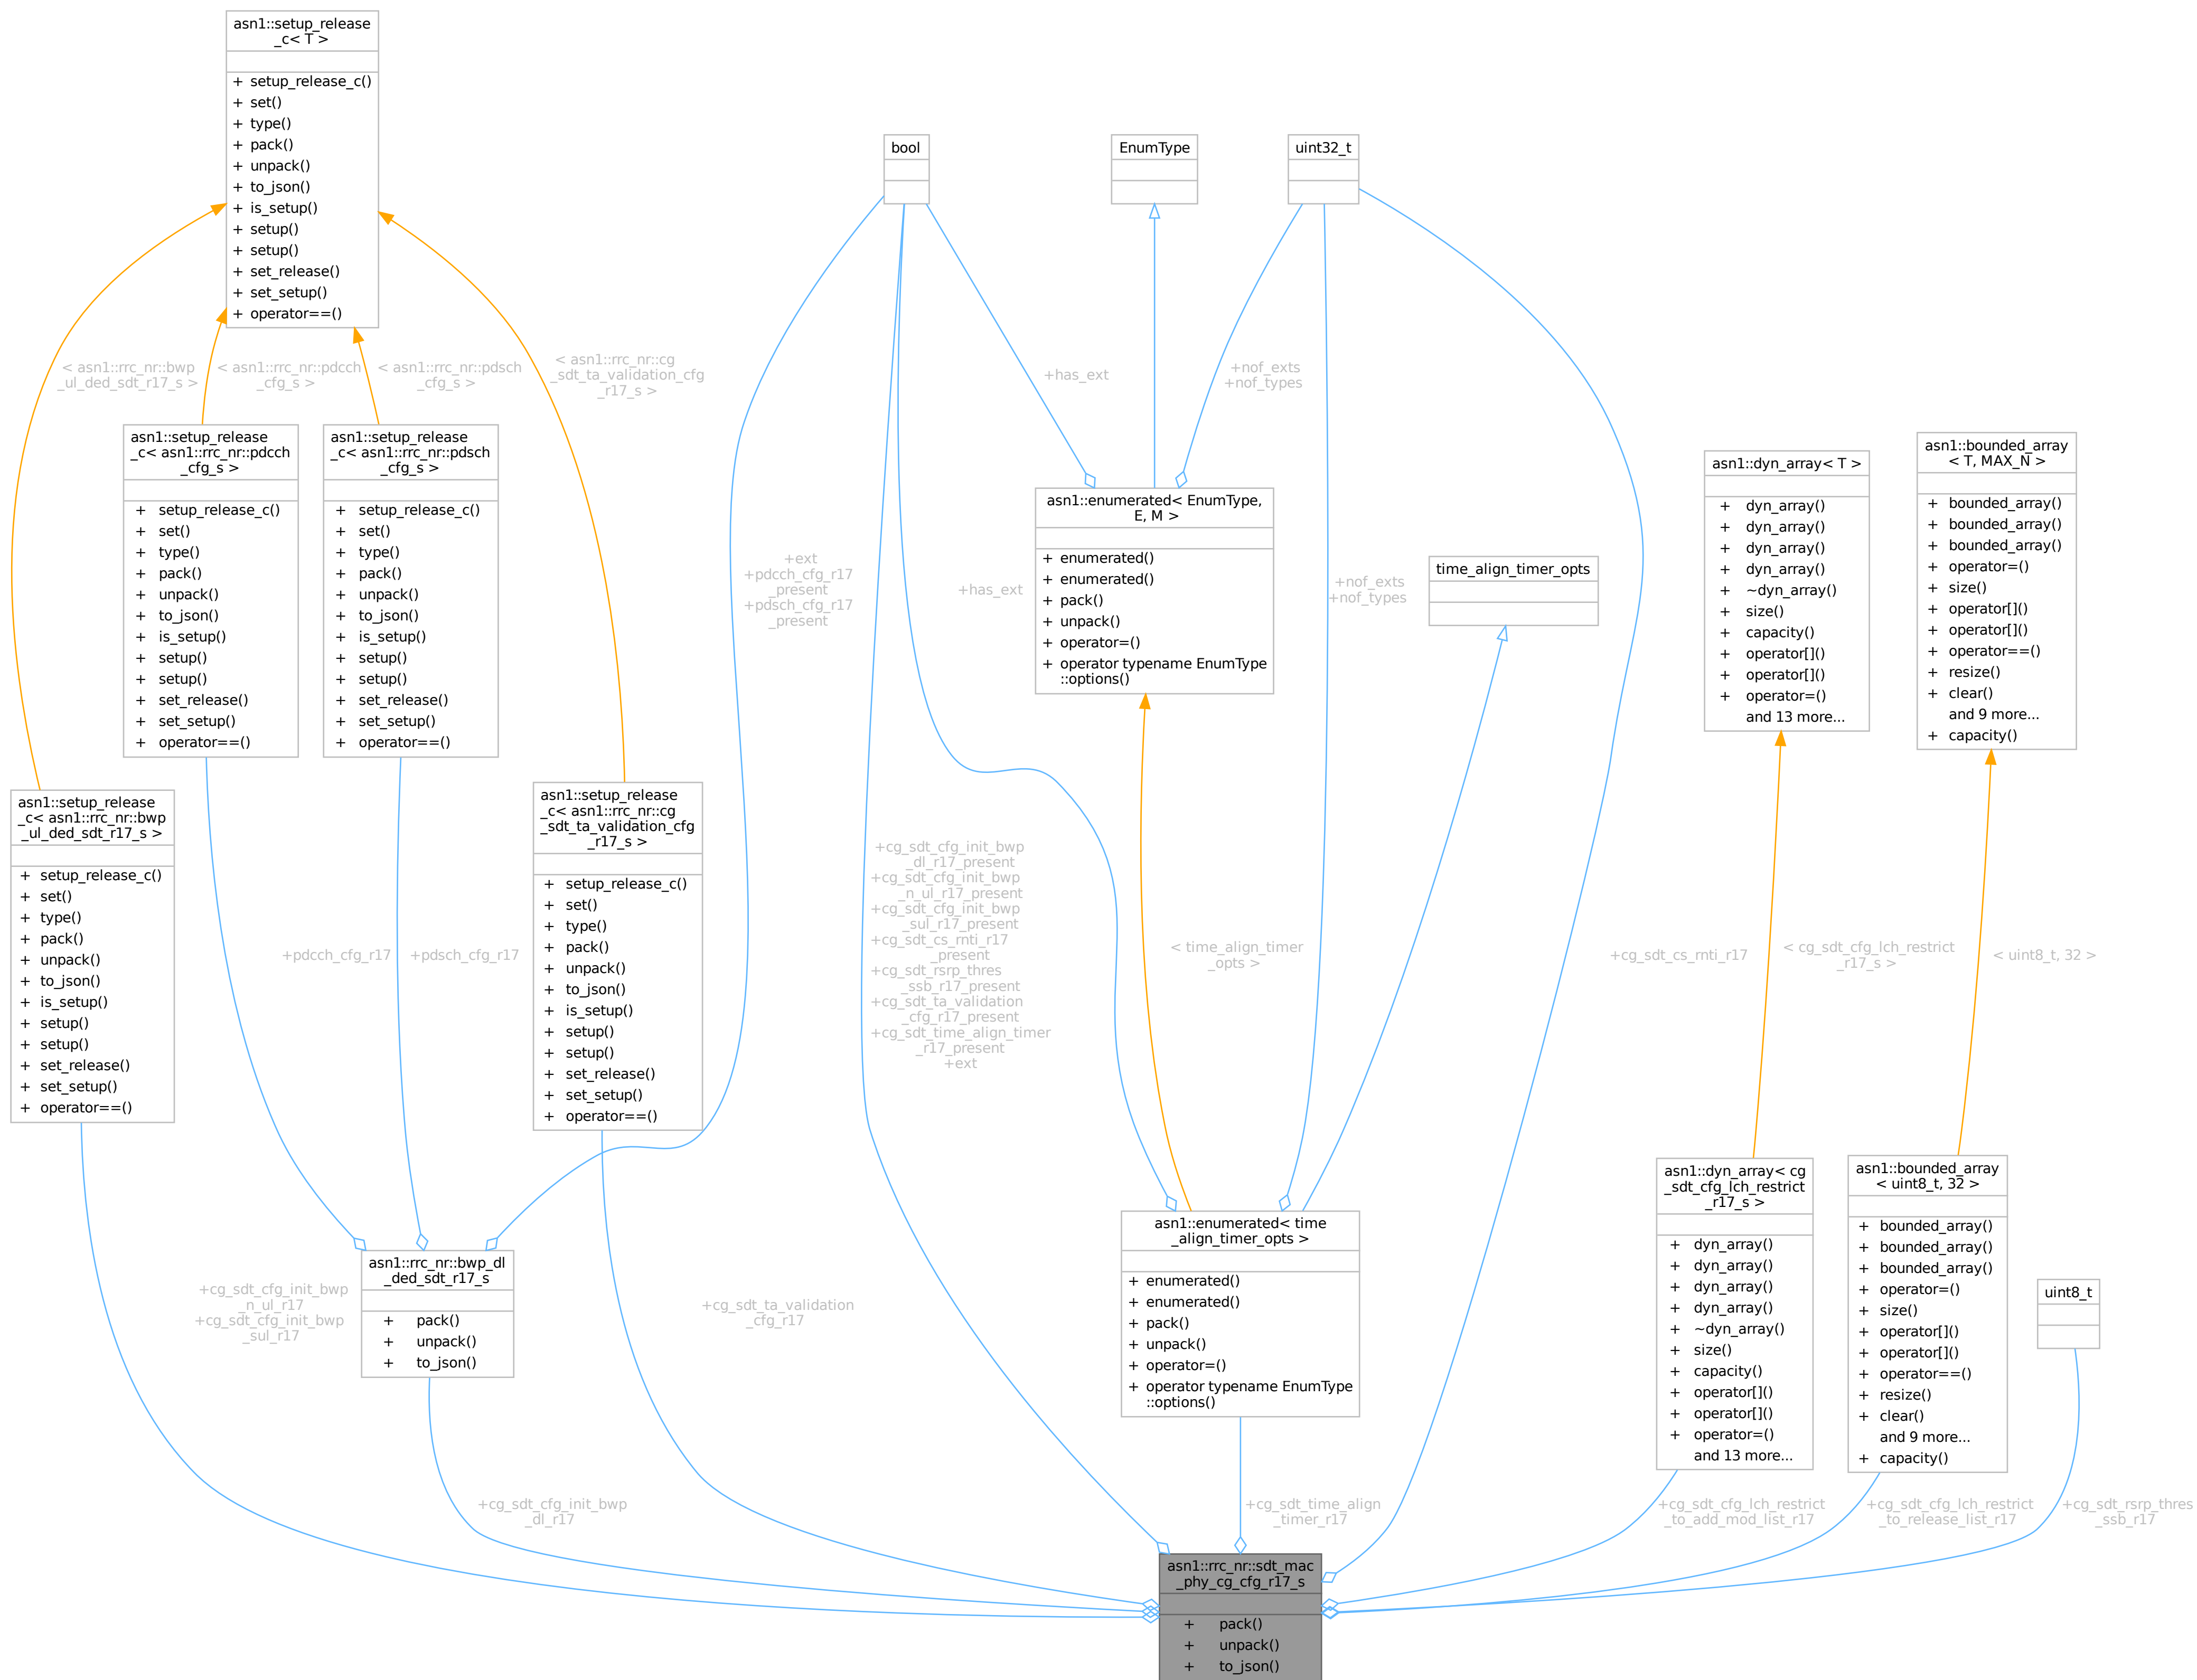 asn1::setup_release
_c< T >
+ setup_release_c()
+ set()
+ type()
+ pack()
+ unpack()
+ to_json()
+ is_setup()
+ setup()
+ setup()
+ set_release()
+ set_setup()
+ operator==()
bool
EnumType
uint32_t
< asn1::rrc_nr::bwp
_ul_ded_sdt_r17_s >
< asn1::rrc_nr::pdcch
_cfg_s >
< asn1::rrc_nr::pdsch
_cfg_s >
< asn1::rrc_nr::cg
_sdt_ta_validation_cfg
_r17_s >
+has_ext
+nof_exts
+nof_types
asn1::setup_release
_c< asn1::rrc_nr::pdcch
_cfg_s >
+ setup_release_c()
+ set()
+ type()
+ pack()
+ unpack()
+ to_json()
+ is_setup()
+ setup()
+ setup()
+ set_release()
+ set_setup()
+ operator==()
asn1::setup_release
_c< asn1::rrc_nr::pdsch
_cfg_s >
+ setup_release_c()
+ set()
+ type()
+ pack()
+ unpack()
+ to_json()
+ is_setup()
+ setup()
+ setup()
+ set_release()
+ set_setup()
+ operator==()
+ext
+pdcch_cfg_r17
_present
+pdsch_cfg_r17
_present
+has_ext
asn1::enumerated< EnumType,
E, M >
+ enumerated()
+ enumerated()
+ pack()
+ unpack()
+ operator=()
+ operator typename EnumType
::options()
+nof_exts
+nof_types
time_align_timer_opts
asn1::dyn_array< T >
+ dyn_array()
+ dyn_array()
+ dyn_array()
+ dyn_array()
+ ~dyn_array()
+ size()
+ capacity()
+ operator[]()
+ operator[]()
+ operator=()
and 13 more...
asn1::bounded_array
< T, MAX_N >
+ bounded_array()
+ bounded_array()
+ bounded_array()
+ operator=()
+ size()
+ operator[]()
+ operator[]()
+ operator==()
+ resize()
+ clear()
and 9 more...
+ capacity()
asn1::setup_release
_c< asn1::rrc_nr::bwp
_ul_ded_sdt_r17_s >
+ setup_release_c()
+ set()
+ type()
+ pack()
+ unpack()
+ to_json()
+ is_setup()
+ setup()
+ setup()
+ set_release()
+ set_setup()
+ operator==()
+pdcch_cfg_r17
+pdsch_cfg_r17
asn1::setup_release
_c< asn1::rrc_nr::cg
_sdt_ta_validation_cfg
_r17_s >
+ setup_release_c()
+ set()
+ type()
+ pack()
+ unpack()
+ to_json()
+ is_setup()
+ setup()
+ setup()
+ set_release()
+ set_setup()
+ operator==()
+cg_sdt_cfg_init_bwp
_dl_r17_present
+cg_sdt_cfg_init_bwp
_n_ul_r17_present
+cg_sdt_cfg_init_bwp
_sul_r17_present
+cg_sdt_cs_rnti_r17
_present
+cg_sdt_rsrp_thres
_ssb_r17_present
+cg_sdt_ta_validation
_cfg_r17_present
+cg_sdt_time_align_timer
_r17_present
+ext
< time_align_timer
_opts >
+cg_sdt_cs_rnti_r17
< cg_sdt_cfg_lch_restrict
_r17_s >
< uint8_t, 32 >
+cg_sdt_cfg_init_bwp
_n_ul_r17
+cg_sdt_cfg_init_bwp
_sul_r17
asn1::rrc_nr::bwp_dl
_ded_sdt_r17_s
+ pack()
+ unpack()
+ to_json()
+cg_sdt_ta_validation
_cfg_r17
asn1::enumerated< time
_align_timer_opts >
+ enumerated()
+ enumerated()
+ pack()
+ unpack()
+ operator=()
+ operator typename EnumType
::options()
asn1::dyn_array< cg
_sdt_cfg_lch_restrict
_r17_s >
+ dyn_array()
+ dyn_array()
+ dyn_array()
+ dyn_array()
+ ~dyn_array()
+ size()
+ capacity()
+ operator[]()
+ operator[]()
+ operator=()
and 13 more...
asn1::bounded_array
< uint8_t, 32 >
+ bounded_array()
+ bounded_array()
+ bounded_array()
+ operator=()
+ size()
+ operator[]()
+ operator[]()
+ operator==()
+ resize()
+ clear()
and 9 more...
+ capacity()
uint8_t
+cg_sdt_cfg_init_bwp
_dl_r17
+cg_sdt_time_align
_timer_r17
+cg_sdt_cfg_lch_restrict
_to_add_mod_list_r17
+cg_sdt_cfg_lch_restrict
_to_release_list_r17
+cg_sdt_rsrp_thres
_ssb_r17
asn1::rrc_nr::sdt_mac
_phy_cg_cfg_r17_s
+ pack()
+ unpack()
+ to_json()